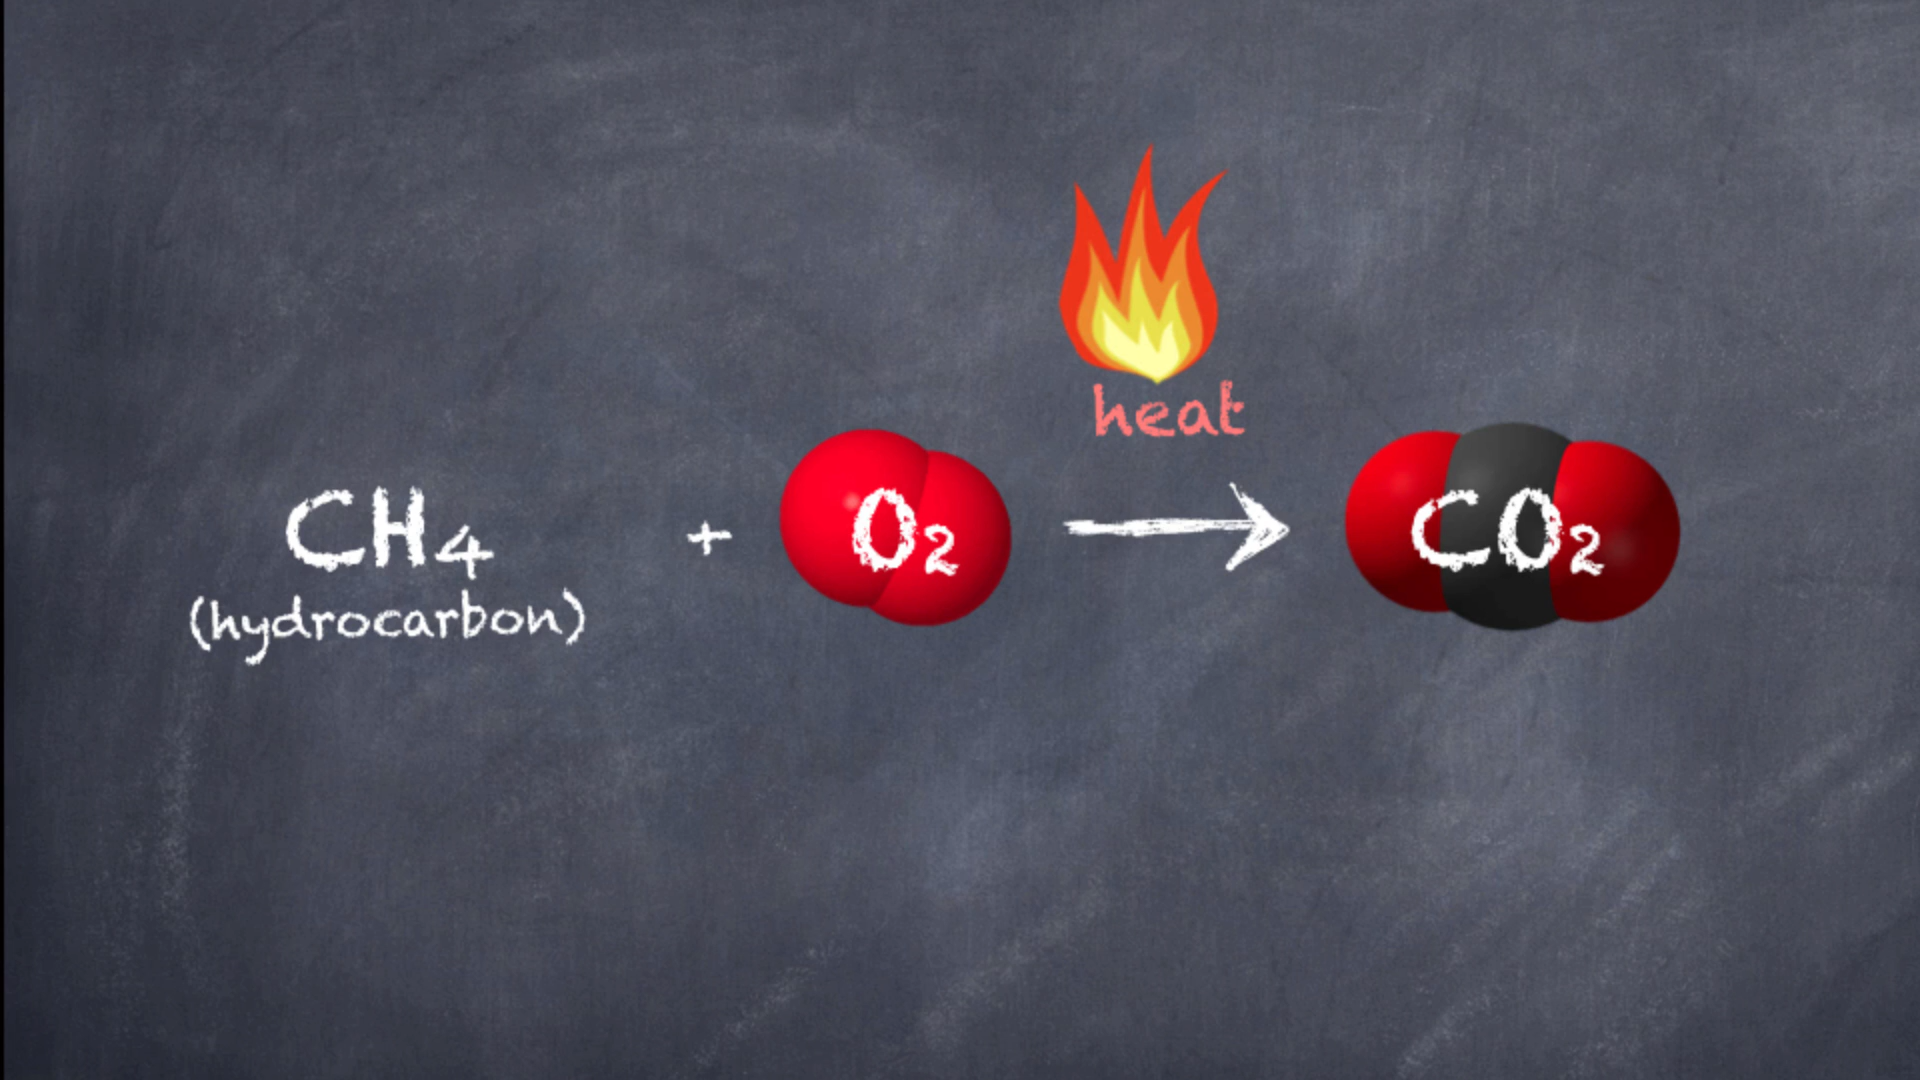 heat
CH₄ + O₂ → CO₂
(hydrocarbon)